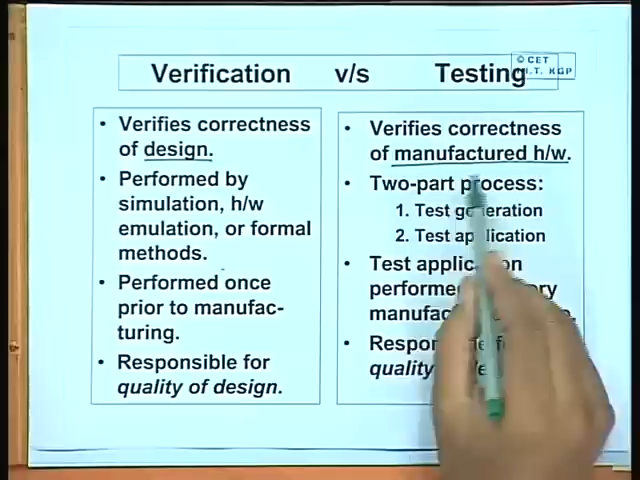 Verification v/s Testing
© CET
I.I.T. KGP
• Verifies correctness
of design.
• Performed by
simulation, h/w
emulation, or formal
methods.
• Performed once
prior to manufac-
turing.
• Responsible for
quality of design.
• Verifies correctness
of manufactured h/w.
• Two-part process:
1. Test generation
2. Test application
• Test application
performed
•
quality